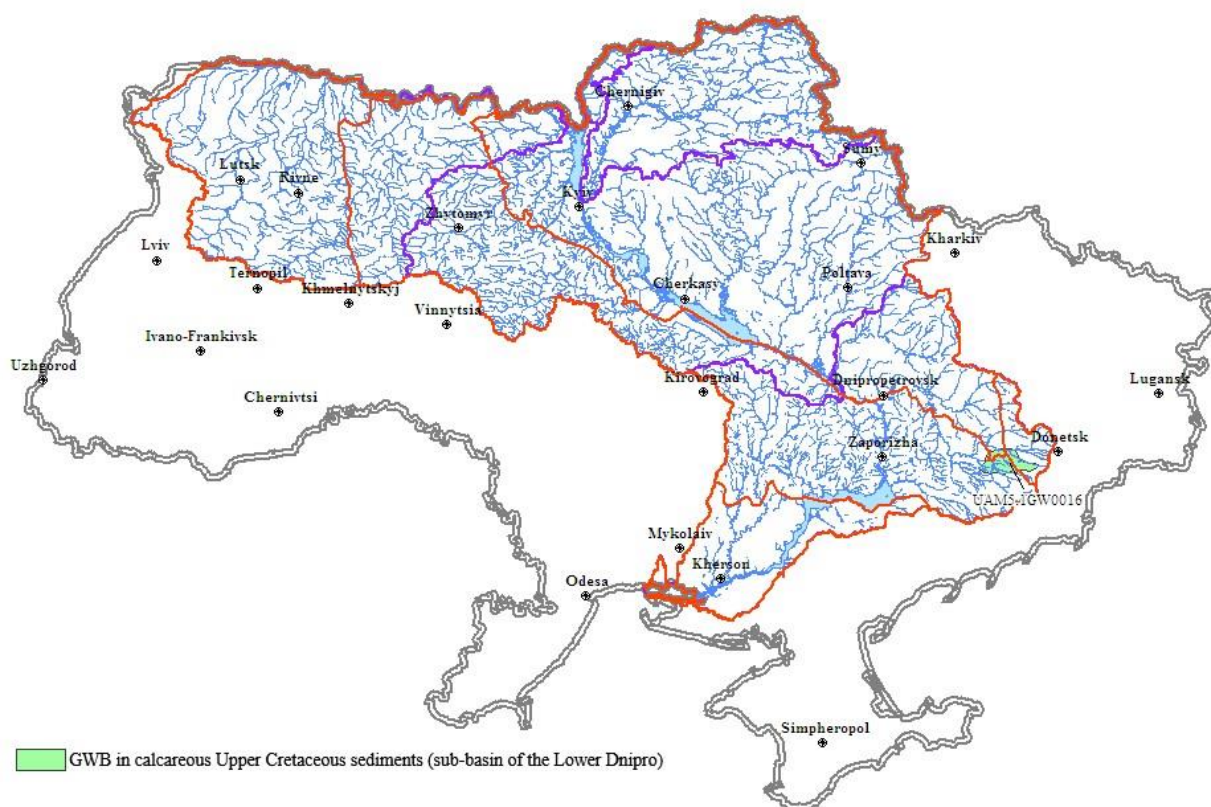 Chernigiv
Sumy
Lutsk
Rivne
Kyiv
Zhytomyr
Kharkiv
Lviv
Ternopil
Khmelnytskyj
Poltava
Cherkasy
Vinnytsia
Ivano-Frankivsk
Uzhgorod
Kirovograd
Dnipropetrovsk
Lugansk
Chernivtsi
Zaporizha
Donetsk
UAM5.4GW0016
Mykolaiv
Kherson
Odesa
Simpheropol
GWB in calcareous Upper Cretaceous sediments (sub-basin of the Lower Dnipro)